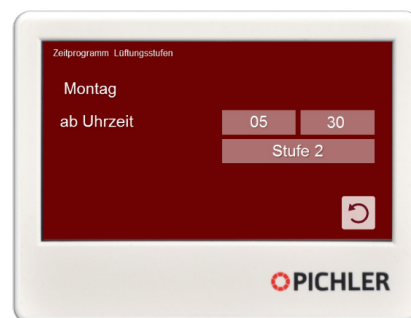 Zeitprogramm Lüftungsstufen
Montag
ab Uhrzeit 05 30
Stufe 2
PICHLER